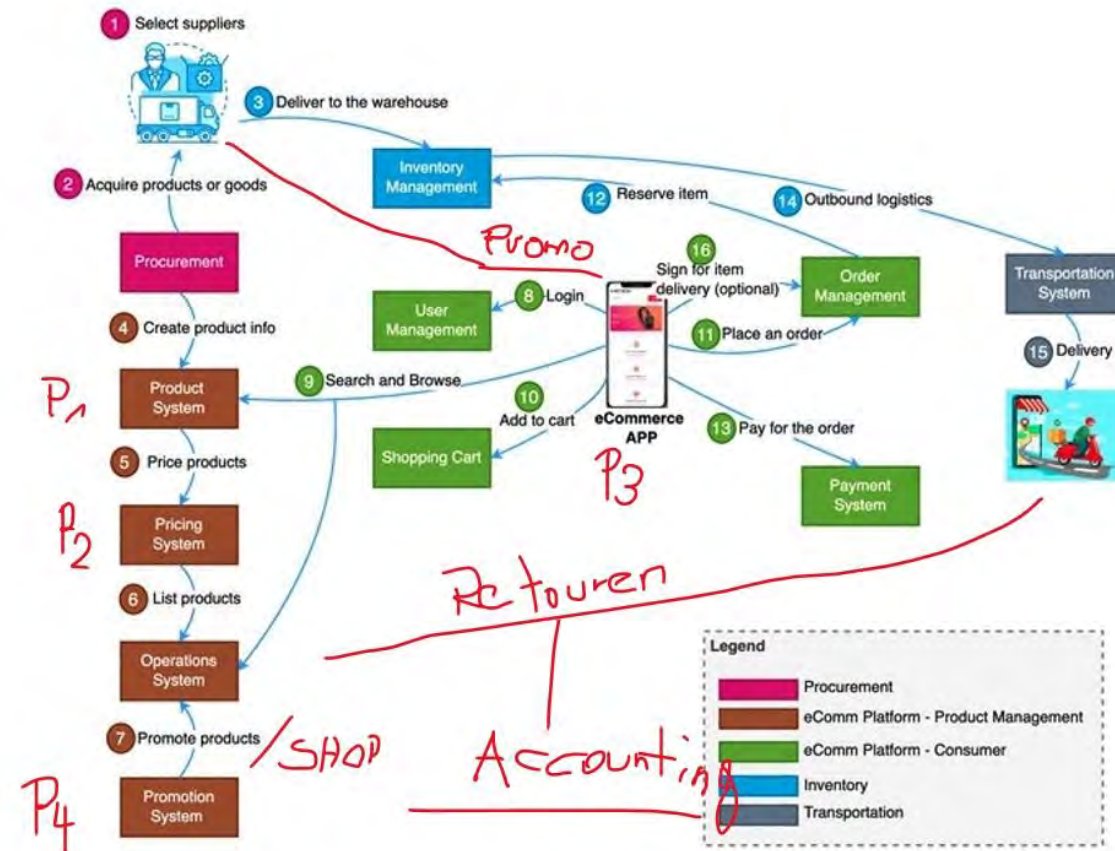 1 Select suppliers
3 Deliver to the warehouse
2 Acquire products or goods
Inventory
Management
12 Reserve item
14 Outbound logistics
Procurement
Promo
16
Sign for item
delivery (optional)
Order
Management
Transportation
System
User
Management
8 Login
4 Create product info
11 Place an order
15 Delivery
P1
Product
System
9 Search and Browse
10
Add to cart
eCommerce
APP
13 Pay for the order
Shopping Cart
5 Price products
P3
Payment
System
P2
Pricing
System
Retouren
6 List products
Operations
System
7 Promote products
/SHOP
Accounting
P4
Promotion
System
Legend
Procurement
eComm Platform - Product Management
eComm Platform - Consumer
Inventory
Transportation